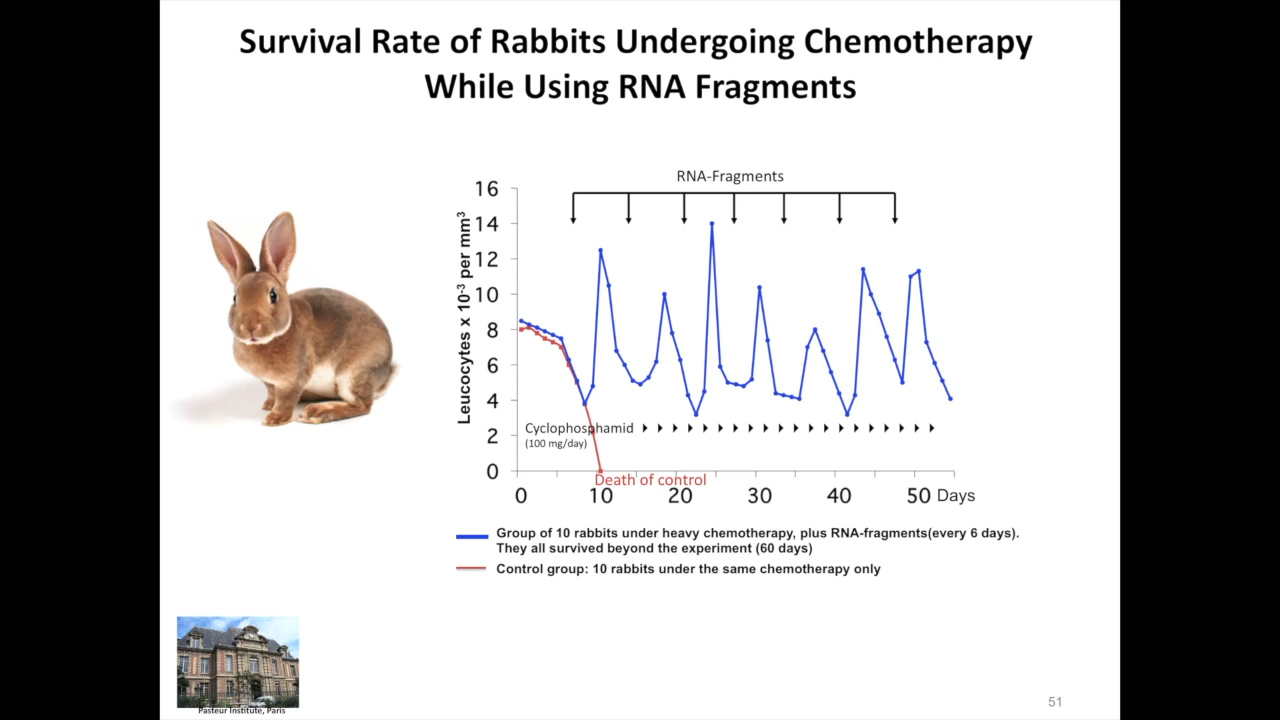 Survival Rate of Rabbits Undergoing Chemotherapy
While Using RNA Fragments
RNA-Fragments
Leucocytes x 10⁻³ per mm³
16
14
12
10
8
6
4
2
0
Cyclophosphamid
(100 mg/day)
Death of control
0 10 20 30 40 50 Days
Group of 10 rabbits under heavy chemotherapy, plus RNA-fragments(every 6 days).
They all survived beyond the experiment (60 days)
Control group: 10 rabbits under the same chemotherapy only
Pasteur Institute, Paris
51